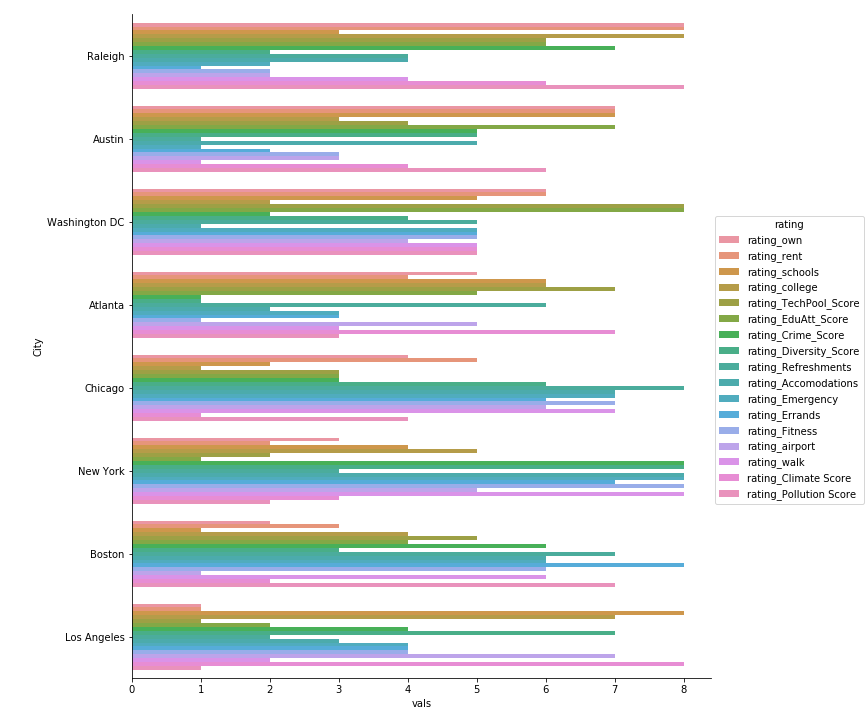 Raleigh
Austin
Washington DC
Atlanta
Chicago
New York
Boston
Los Angeles
City
0 1 2 3 4 5 6 7 8
vals
rating
rating_own
rating_rent
rating_schools
rating_college
rating_TechPool_Score
rating_EduAtt_Score
rating_Crime_Score
rating_Diversity_Score
rating_Refreshments
rating_Accomodations
rating_Emergency
rating_Errands
rating_Fitness
rating_airport
rating_walk
rating_Climate Score
rating_Pollution Score